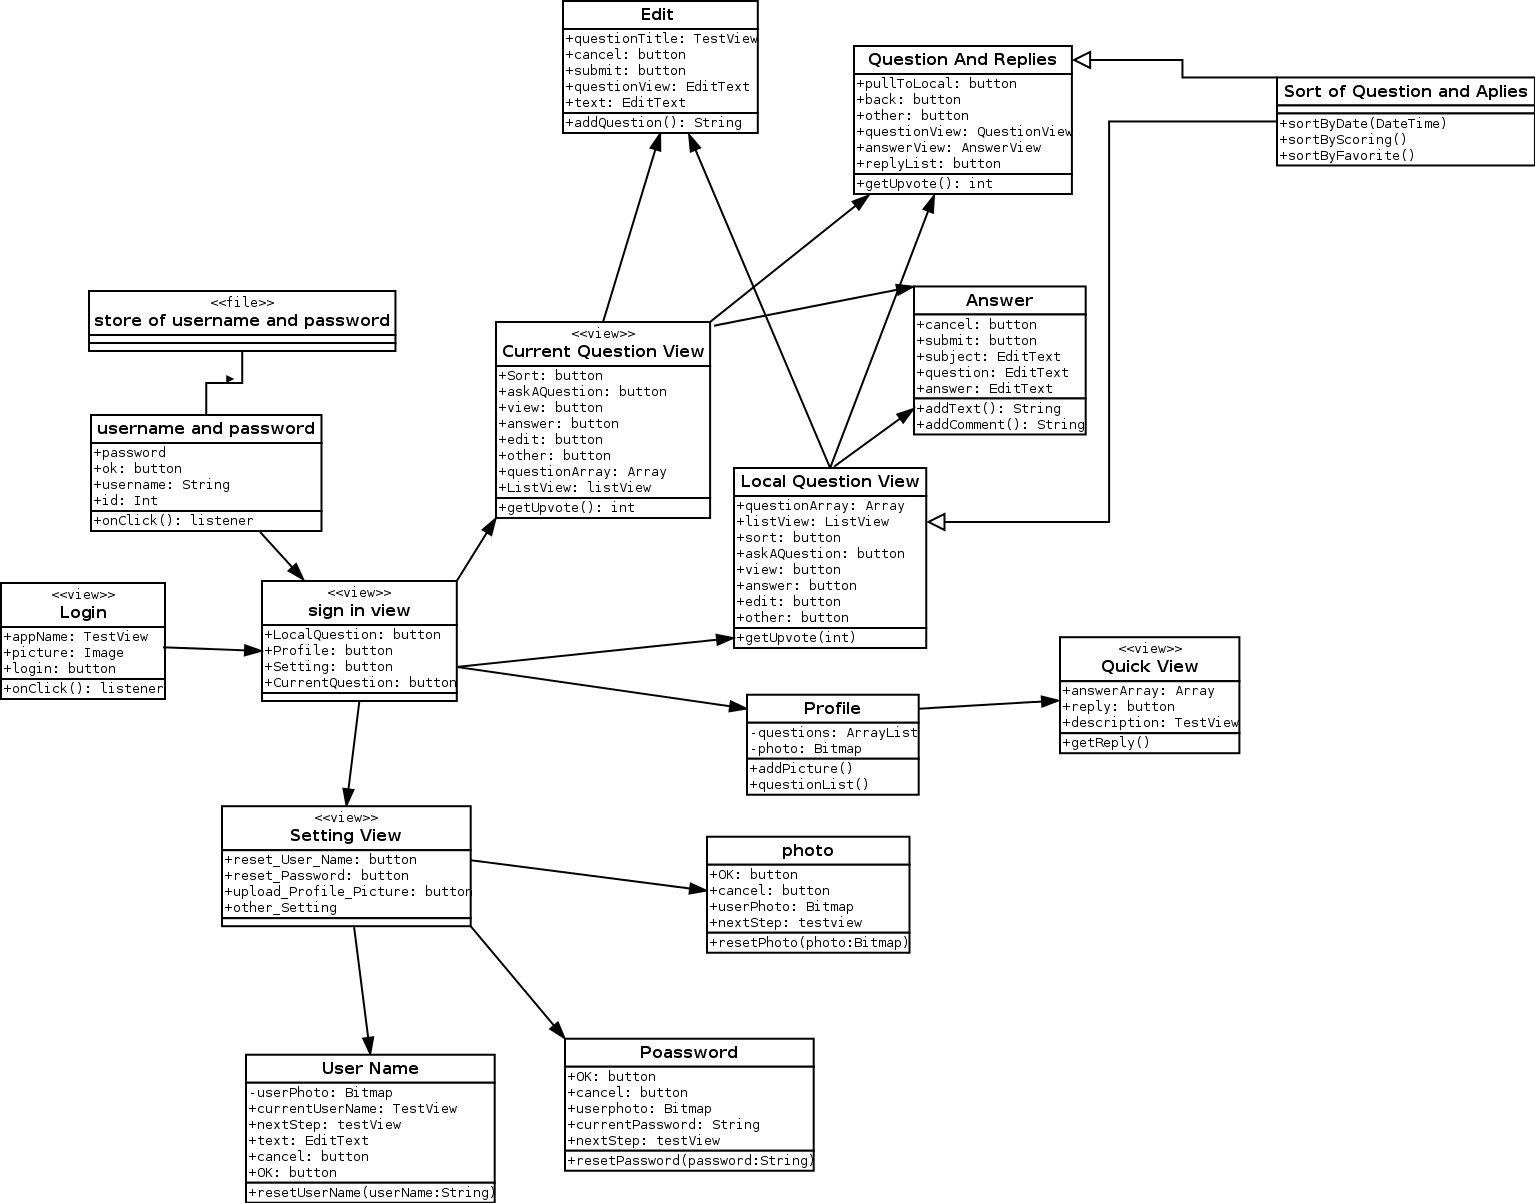 Edit
+questionTitle: TestView
+cancel: button
+submit: button
+questionView: EditText
+text: EditText
+addQuestion(): String
Question And Replies
+pullToLocal: button
+back: button
+other: button
+questionView: QuestionView
+answerView: AnswerView
+replyList: button
+getUpvote(): int
Sort of Question and Aplies
+sortByDate(DateTime)
+sortByScoring()
+sortByFavorite()
<<file>>
store of username and password
username and password
+password
+ok: button
+username: String
+id: Int
+onClick(): listener
<<view>>
Current Question View
+Sort: button
+askAQuestion: button
+view: button
+answer: button
+edit: button
+other: button
+questionArray: Array
+ListView: listView
+getUpvote(): int
Answer
+cancel: button
+submit: button
+subject: EditText
+question: EditText
+answer: EditText
+addText(): String
+addComment(): String
Local Question View
+questionArray: Array
+listView: ListView
+sort: button
+askAQuestion: button
+view: button
+answer: button
+edit: button
+other: button
+getUpvote(int)
<<view>>
Login
+appName: TestView
+picture: Image
+login: button
+onClick(): listener
<<view>>
sign in view
+LocalQuestion: button
+Profile: button
+Setting: button
+CurrentQuestion: button
<<view>>
Quick View
+answerArray: Array
+reply: button
+description: TestView
+getReply()
Profile
-questions: ArrayList
-photo: Bitmap
+addPicture()
+questionList()
<<view>>
Setting View
+reset_User_Name: button
+reset_Password: button
+upload_Profile_Picture: button
+other_Setting
photo
+OK: button
+cancel: button
+userPhoto: Bitmap
+nextStep: testview
+resetPhoto(photo:Bitmap)
User Name
-userPhoto: Bitmap
+currentUserName: TestView
+nextStep: testView
+text: EditText
+cancel: button
+OK: button
+resetUserName(userName:String)
Poassword
+OK: button
+cancel: button
+userphoto: Bitmap
+currentPassword: String
+nextStep: testView
+resetPassword(password:String)